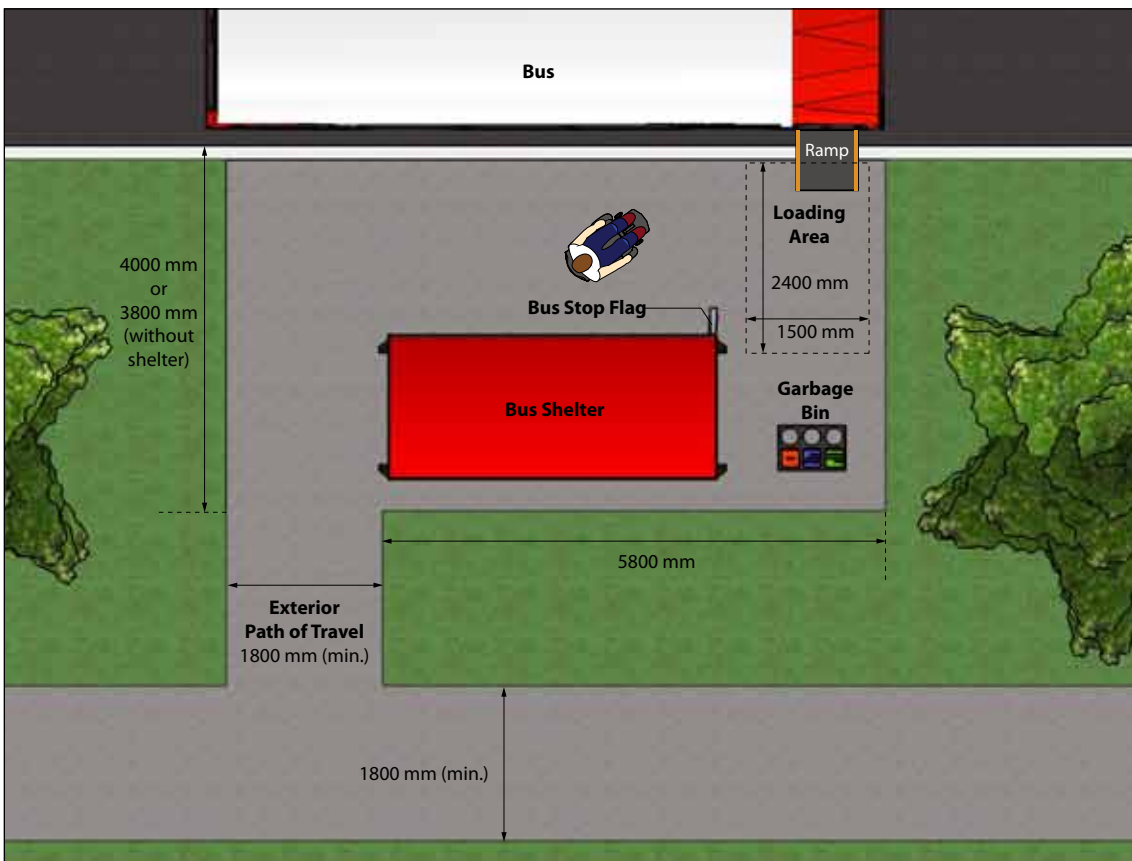 Bus
Ramp
Loading
Area
2400 mm
1500 mm
4000 mm
or
3800 mm
(without
shelter)
Bus Stop Flag
Bus Shelter
Garbage
Bin
5800 mm
Exterior
Path of Travel
1800 mm (min.)
1800 mm (min.)